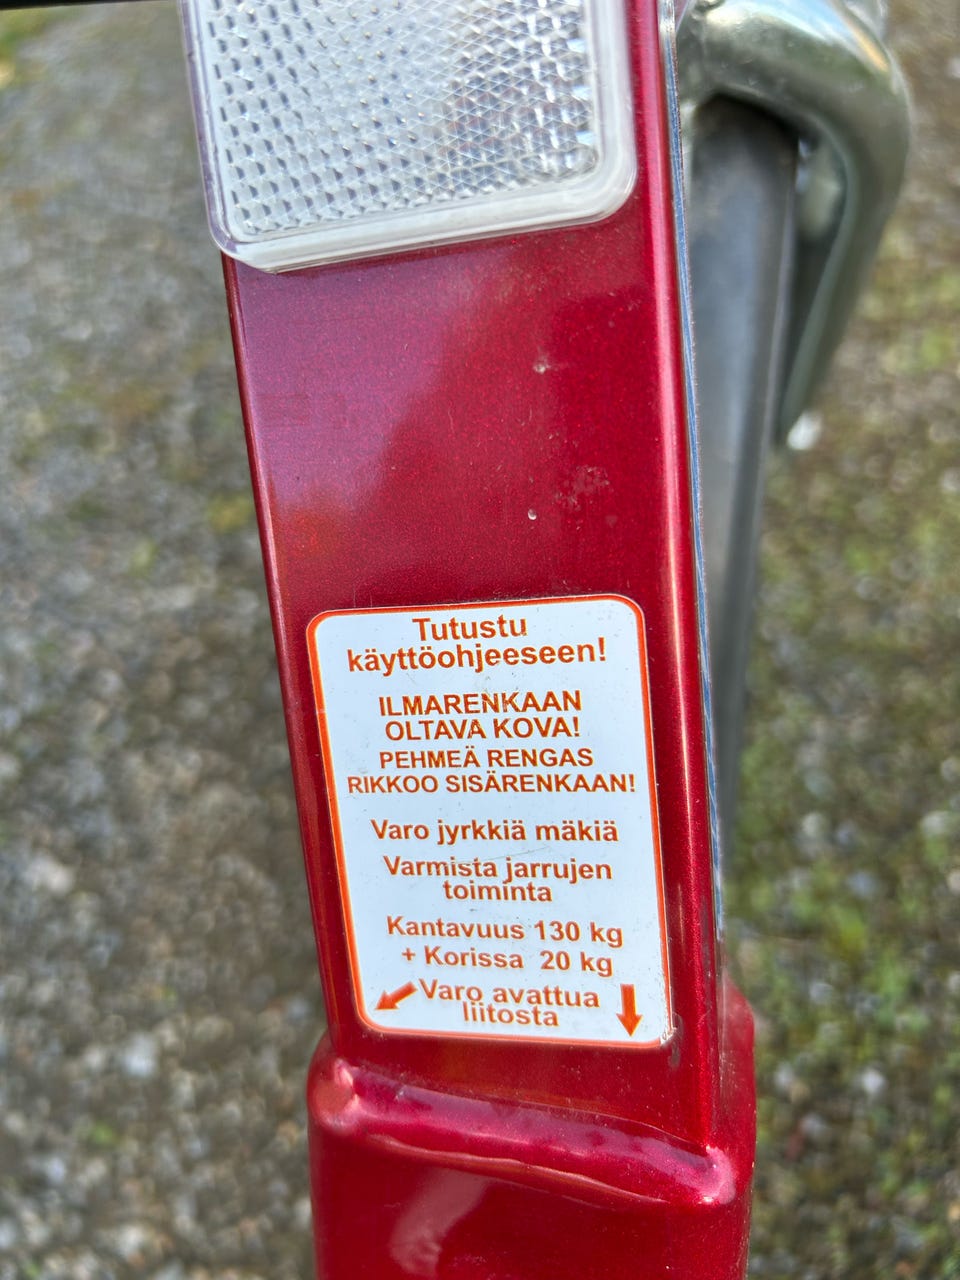 Tutustu
käyttöohjeeseen!
ILMARENKAAN
OLTAVA KOVA!
PEHMEÄ RENGAS
RIKKOO SISÄRENKAAN!
Varo jyrkkiä mäkiä
Varmista jarrujen
toiminta
Kantavuus 130 kg
+ Korissa 20 kg
Varo avattua
liitosta